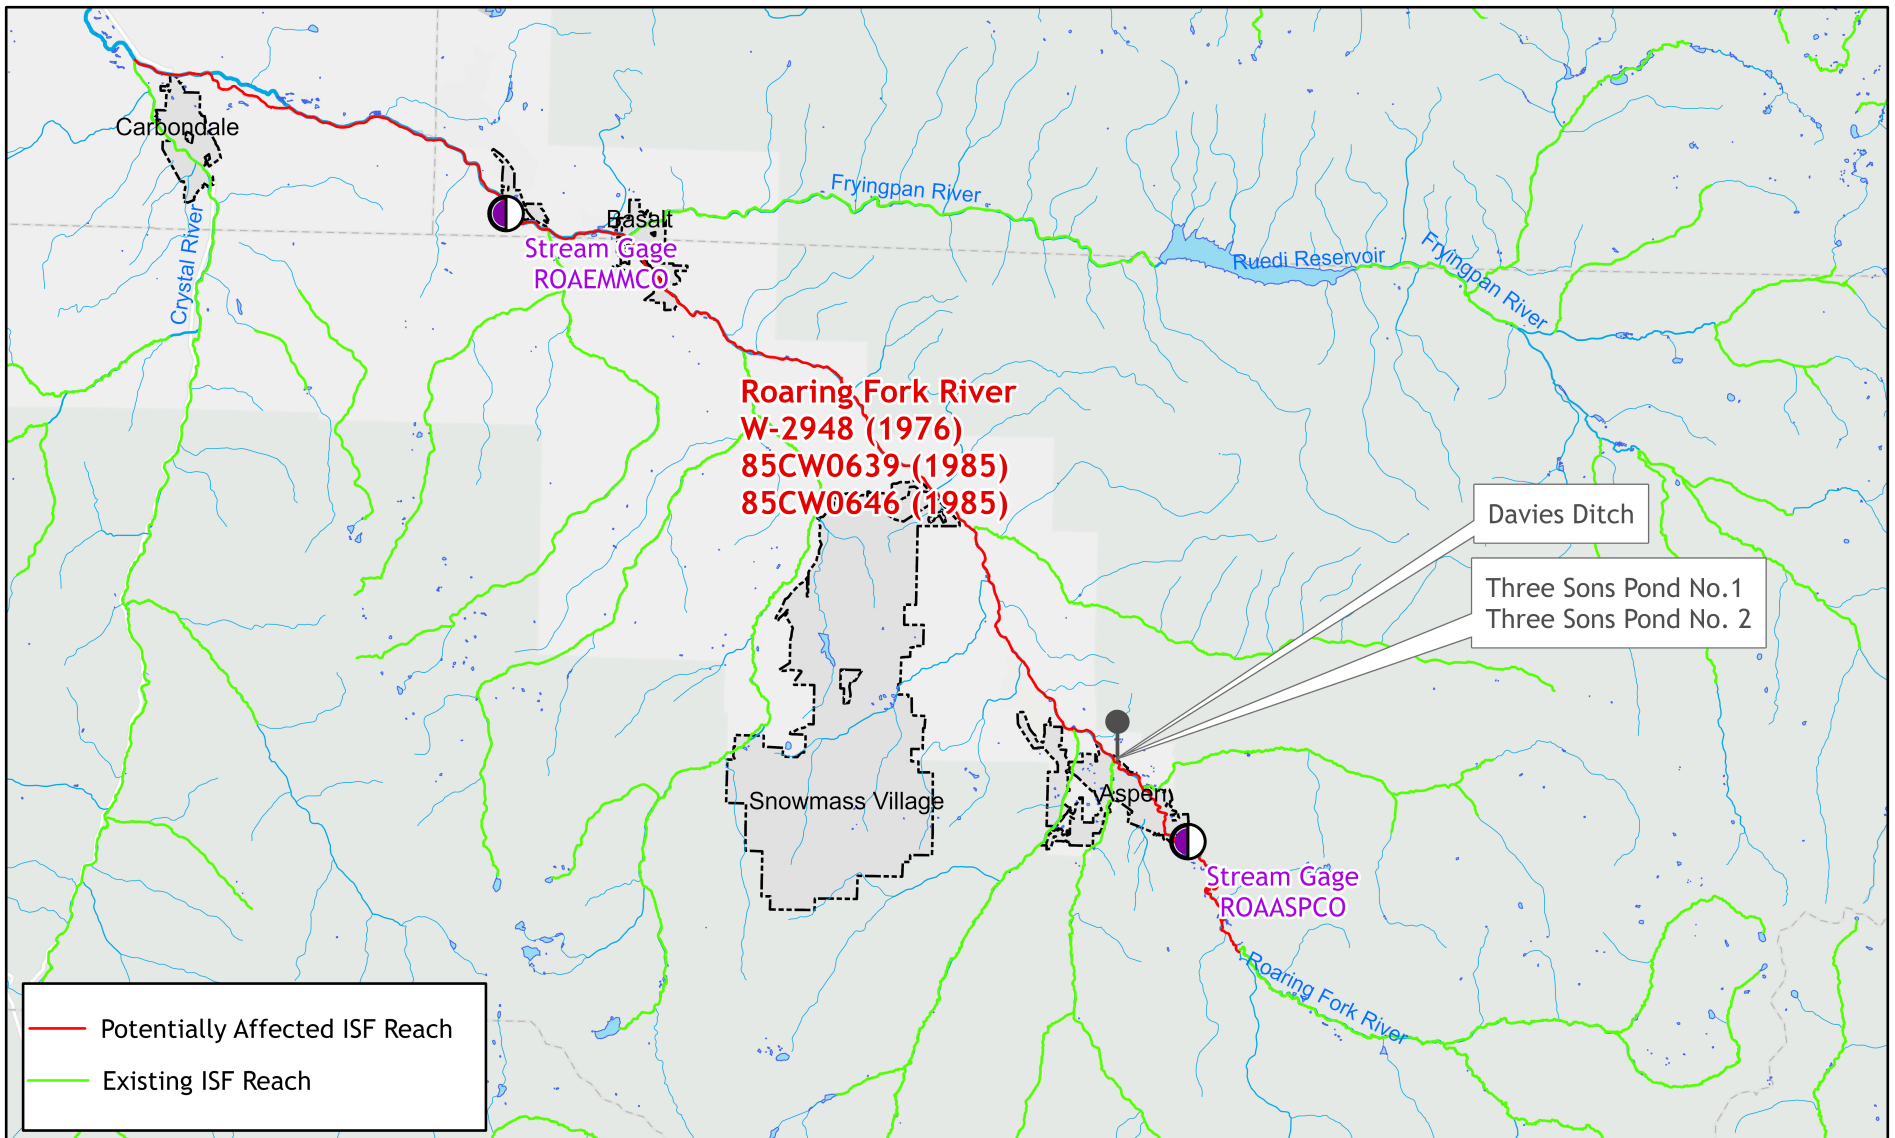 Carbondale
Crystal River
Basalt
Stream Gage
ROAEMMCO
Fryingpan River
Ruedi Reservoir
Fryingpan River
Roaring Fork River
W-2948 (1976)
85CW0639 (1985)
85CW0646 (1985)
Davies Ditch
Three Sons Pond No.1
Three Sons Pond No. 2
Snowmass Village
Aspen
Stream Gage
ROAASPCO
Roaring Fork River
Potentially Affected ISF Reach
Existing ISF Reach